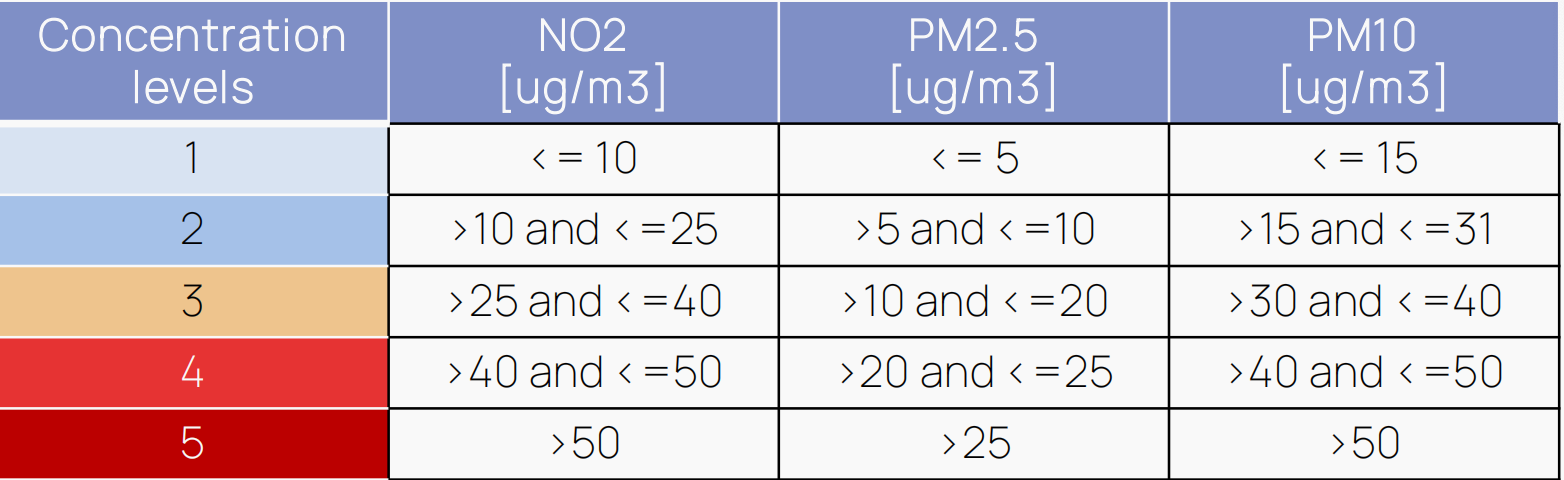 Concentration levels NO2 [ug/m3] PM2.5 [ug/m3] PM10 [ug/m3]
1 <= 10 <= 5 <= 15
2 >10 and <=25 >5 and <=10 >15 and <=31
3 >25 and <=40 >10 and <=20 >30 and <=40
4 >40 and <=50 >20 and <=25 >40 and <=50
5 >50 >25 >50